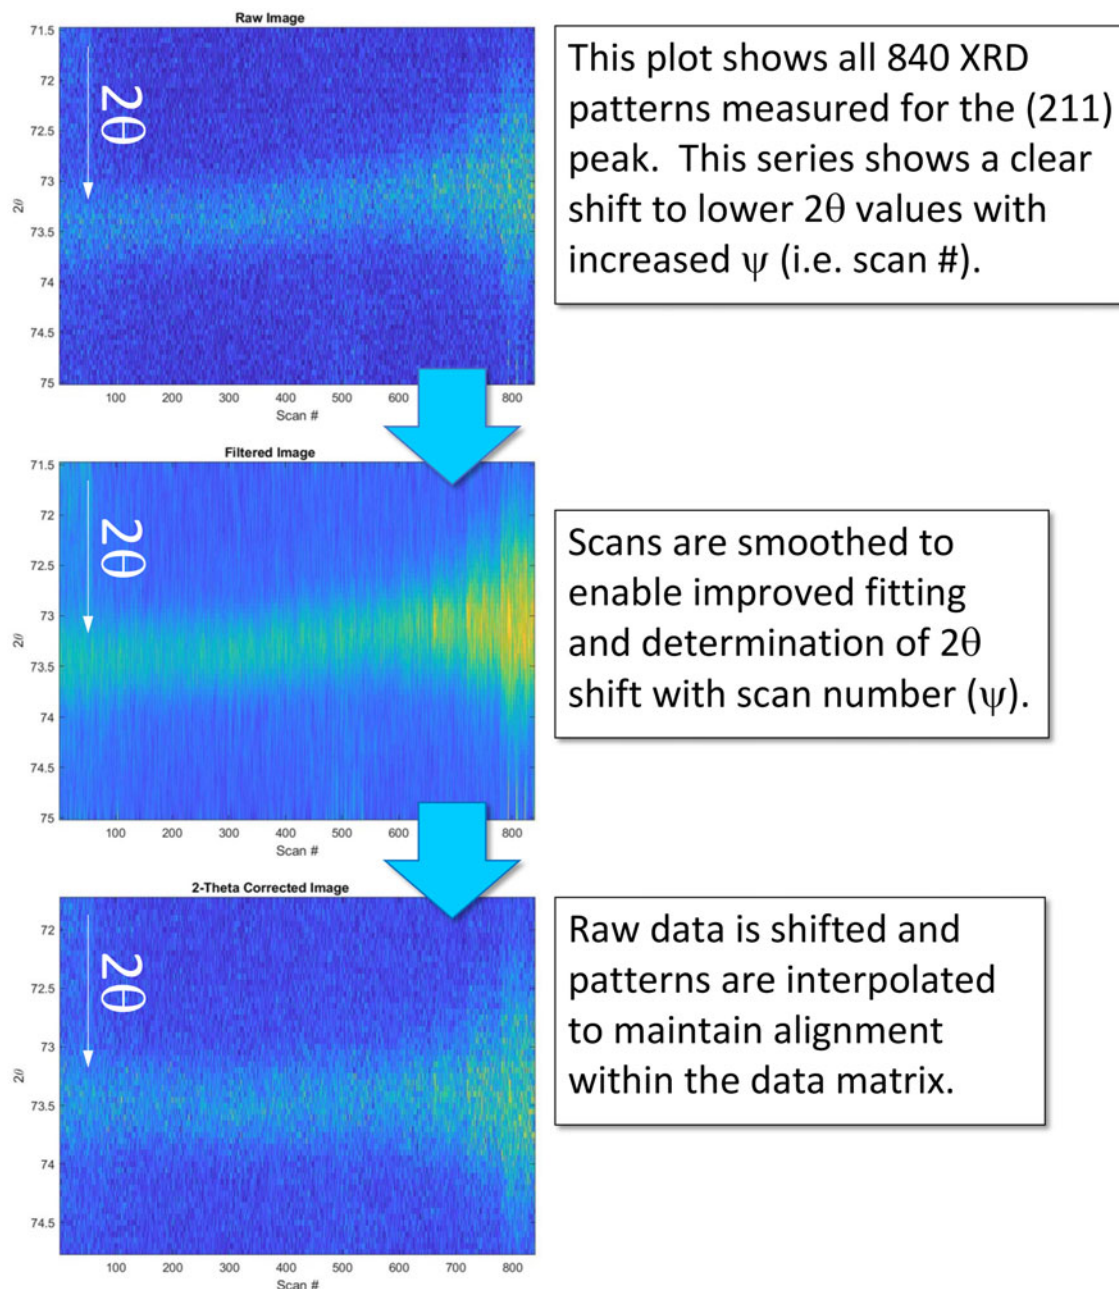 Raw Image
71.5
72
72.5
73
73.5
74
74.5
75
2θ
2θ
100 200 300 400 500 600 800
Scan #
This plot shows all 840 XRD
patterns measured for the (211)
peak. This series shows a clear
shift to lower 2θ values with
increased ψ (i.e. scan #).
Filtered Image
71.5
72
72.5
73
73.5
74
74.5
75
2θ
2θ
100 200 300 400 500 600 800
Scan #
Scans are smoothed to
enable improved fitting
and determination of 2θ
shift with scan number (ψ).
2-Theta Corrected Image
72
72.5
73
73.5
74
74.5
2θ
2θ
100 200 300 400 500 600 700 800
Scan #
Raw data is shifted and
patterns are interpolated
to maintain alignment
within the data matrix.